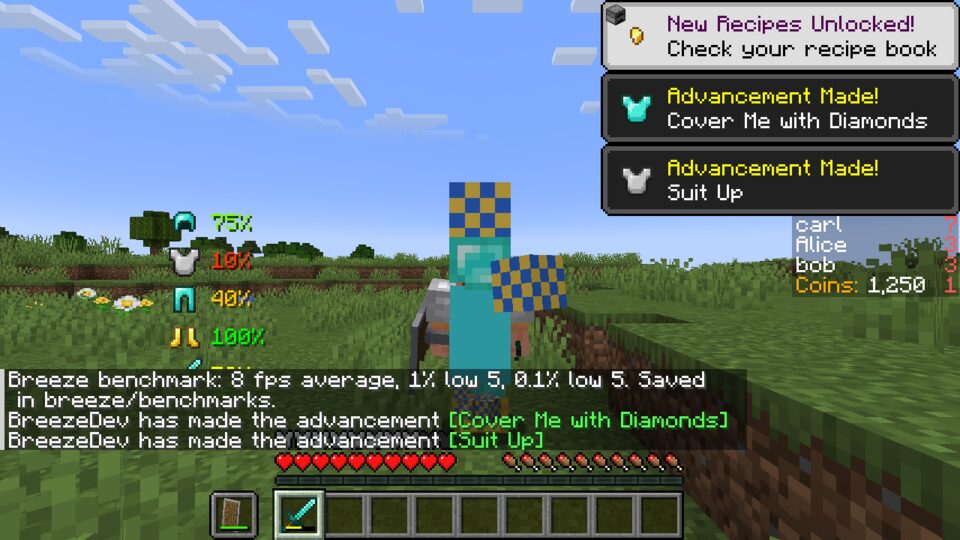 New Recipes Unlocked!
Check your recipe book
Advancement Made!
Cover Me with Diamonds
Advancement Made!
Suit Up
carl 7
Alice 3
bob 3
Coins: 1,250 1
75%
10%
40%
100%
Breeze benchmark: 8 fps average, 1% low 5, 0.1% low 5. Saved
in breeze/benchmarks.
BreezeDev has made the advancement [Cover Me with Diamonds]
BreezeDev has made the advancement [Suit Up]